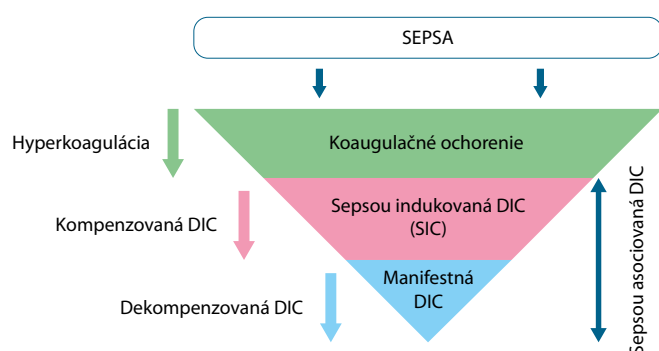 SEPSA
Hyperkoagulácia
Koaugulačné ochorenie
Kompenzovaná DIC
Sepsou indukovaná DIC
(SIC)
Dekompenzovaná DIC
Manifestná
DIC
Sepsou asociovaná DIC